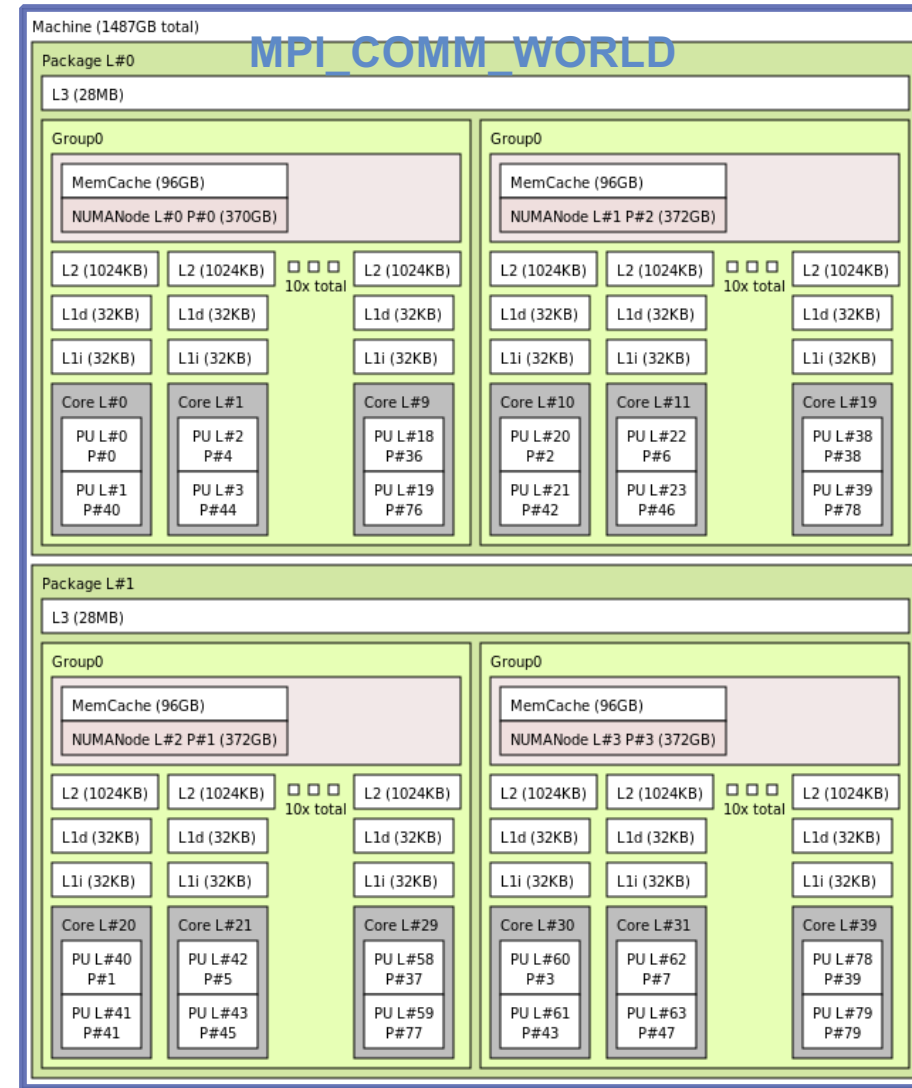 Machine (1487GB total)
MPI_COMM_WORLD
Package L#0
L3 (28MB)
Group0
MemCache (96GB)
NUMANode L#0 P#0 (370GB)
L2 (1024KB) L2 (1024KB) 10x total L2 (1024KB)
L1d (32KB) L1d (32KB) L1d (32KB)
L1i (32KB) L1i (32KB) L1i (32KB)
Core L#0 Core L#1 Core L#9
PU L#0 PU L#2 PU L#18
P#0 P#4 P#36
PU L#1 PU L#3 PU L#19
P#40 P#44 P#76
Group0
MemCache (96GB)
NUMANode L#1 P#2 (372GB)
L2 (1024KB) L2 (1024KB) 10x total L2 (1024KB)
L1d (32KB) L1d (32KB) L1d (32KB)
L1i (32KB) L1i (32KB) L1i (32KB)
Core L#10 Core L#11 Core L#19
PU L#20 PU L#22 PU L#38
P#2 P#6 P#38
PU L#21 PU L#23 PU L#39
P#42 P#46 P#78
Package L#1
L3 (28MB)
Group0
MemCache (96GB)
NUMANode L#2 P#1 (372GB)
L2 (1024KB) L2 (1024KB) 10x total L2 (1024KB)
L1d (32KB) L1d (32KB) L1d (32KB)
L1i (32KB) L1i (32KB) L1i (32KB)
Core L#20 Core L#21 Core L#29
PU L#40 PU L#42 PU L#58
P#1 P#5 P#37
PU L#41 PU L#43 PU L#59
P#41 P#45 P#77
Group0
MemCache (96GB)
NUMANode L#3 P#3 (372GB)
L2 (1024KB) L2 (1024KB) 10x total L2 (1024KB)
L1d (32KB) L1d (32KB) L1d (32KB)
L1i (32KB) L1i (32KB) L1i (32KB)
Core L#30 Core L#31 Core L#39
PU L#60 PU L#62 PU L#78
P#3 P#7 P#39
PU L#61 PU L#63 PU L#79
P#43 P#47 P#79